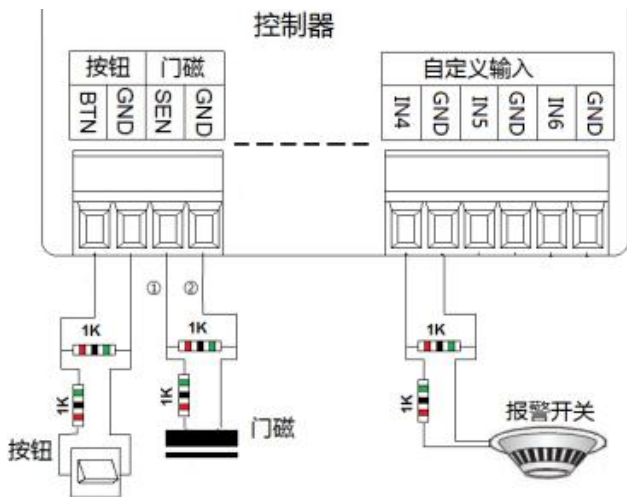 控制器
按钮 门磁
BTN GND SEN GND
自定义输入
IN4 GND IN5 GND IN6 GND
① ②
1K 1K 1K
1K 1K 1K
按钮 门磁 报警开关